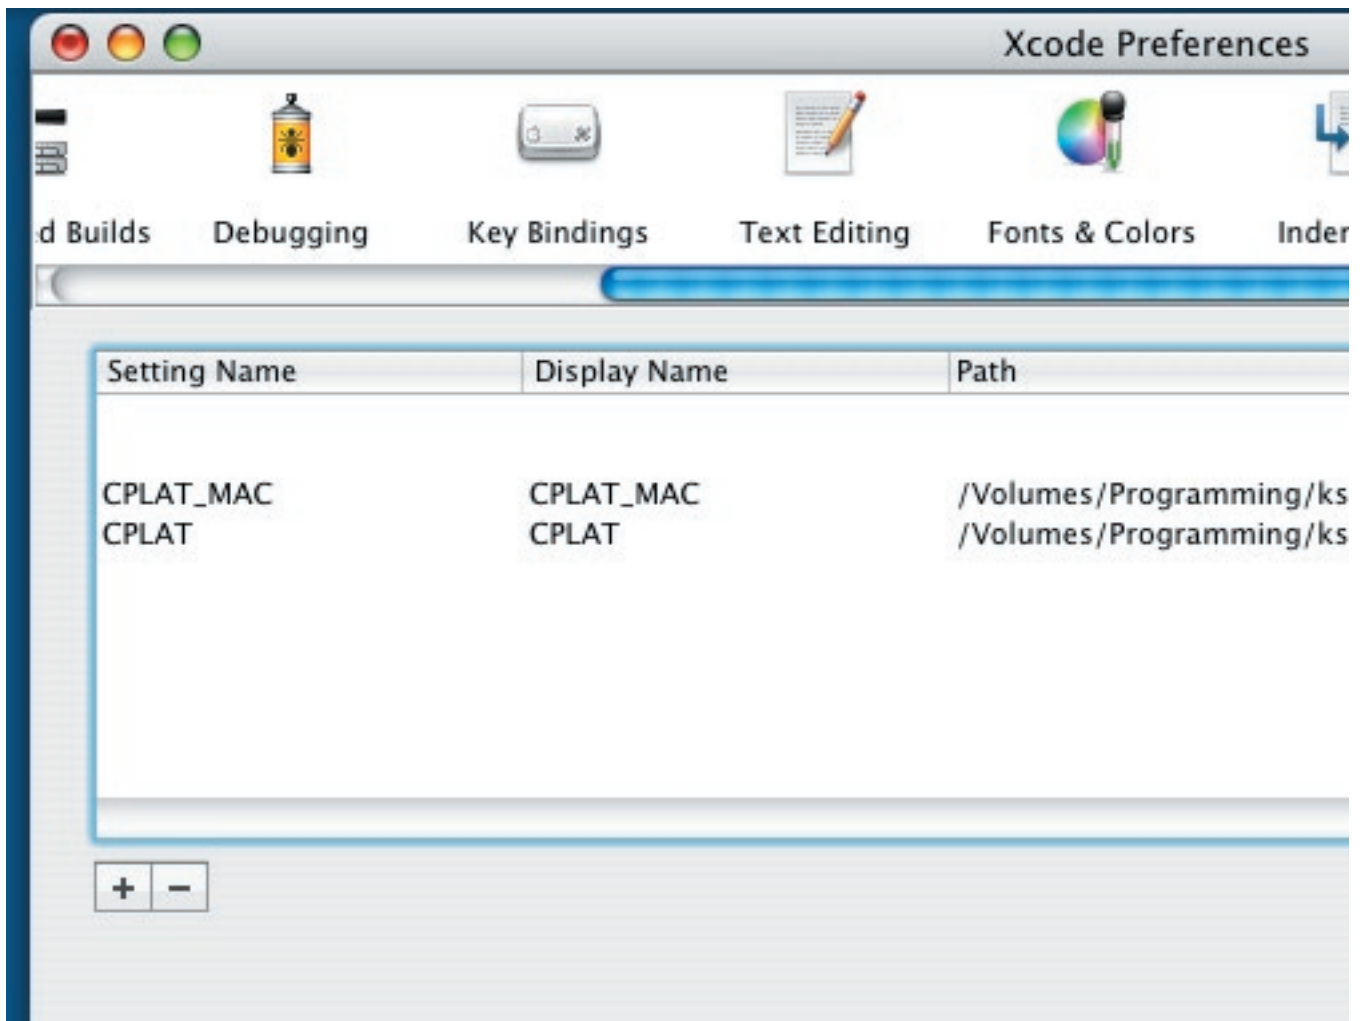 Xcode Preferences
d Builds Debugging Key Bindings Text Editing Fonts & Colors Inden
Setting Name Display Name Path
CPLAT_MAC CPLAT_MAC /Volumes/Programming/ks
CPLAT CPLAT /Volumes/Programming/ks
+ −